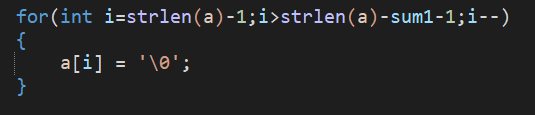 for(int i=strlen(a)-1;i>strlen(a)-sum1-1;i--)
{
    a[i] = '\0';
}